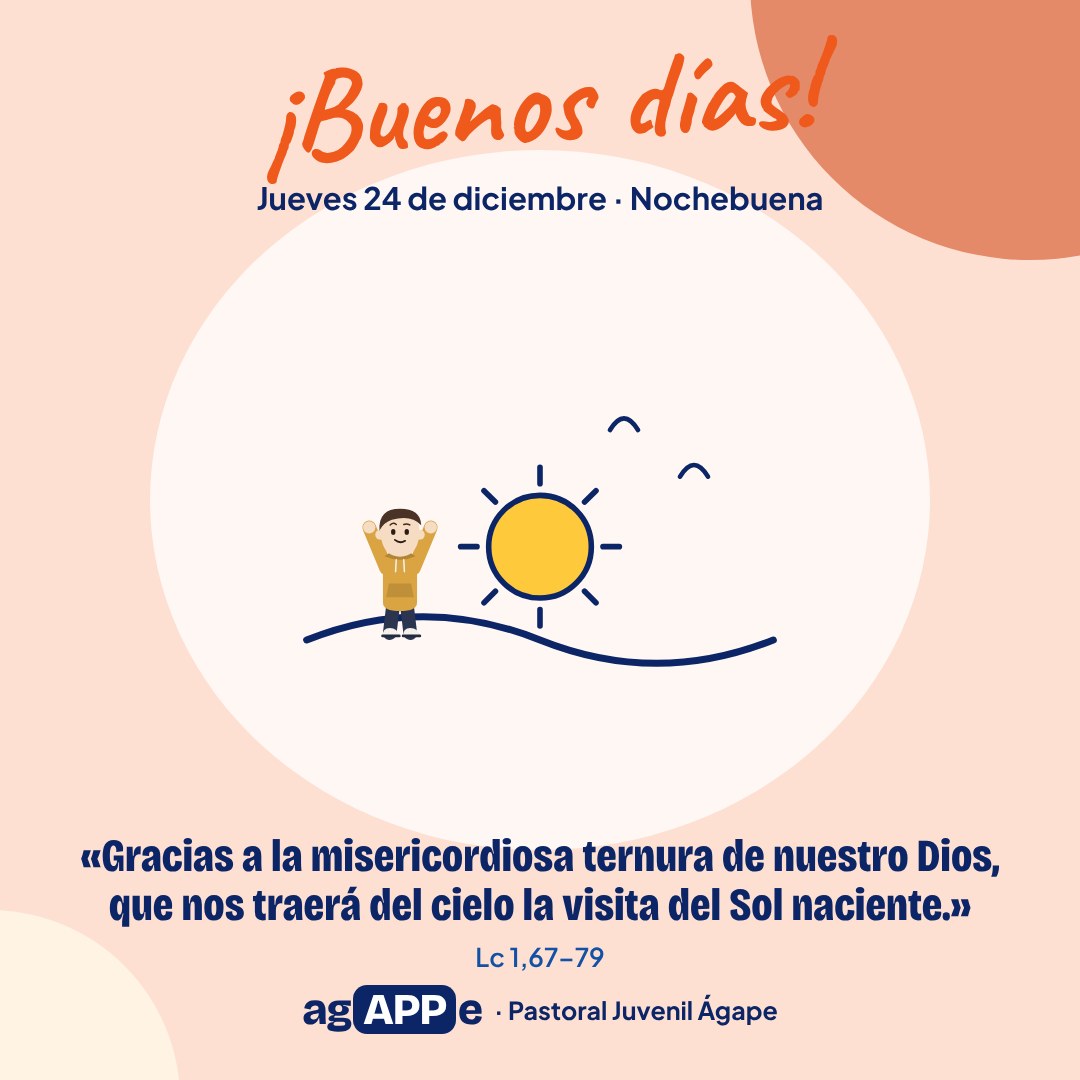 ¡Buenos días!
Jueves 24 de diciembre · Nochebuena
«Gracias a la misericordiosa ternura de nuestro Dios,
que nos traerá del cielo la visita del Sol naciente.»
Lc 1,67–79
agAPPe · Pastoral Juvenil Ágape